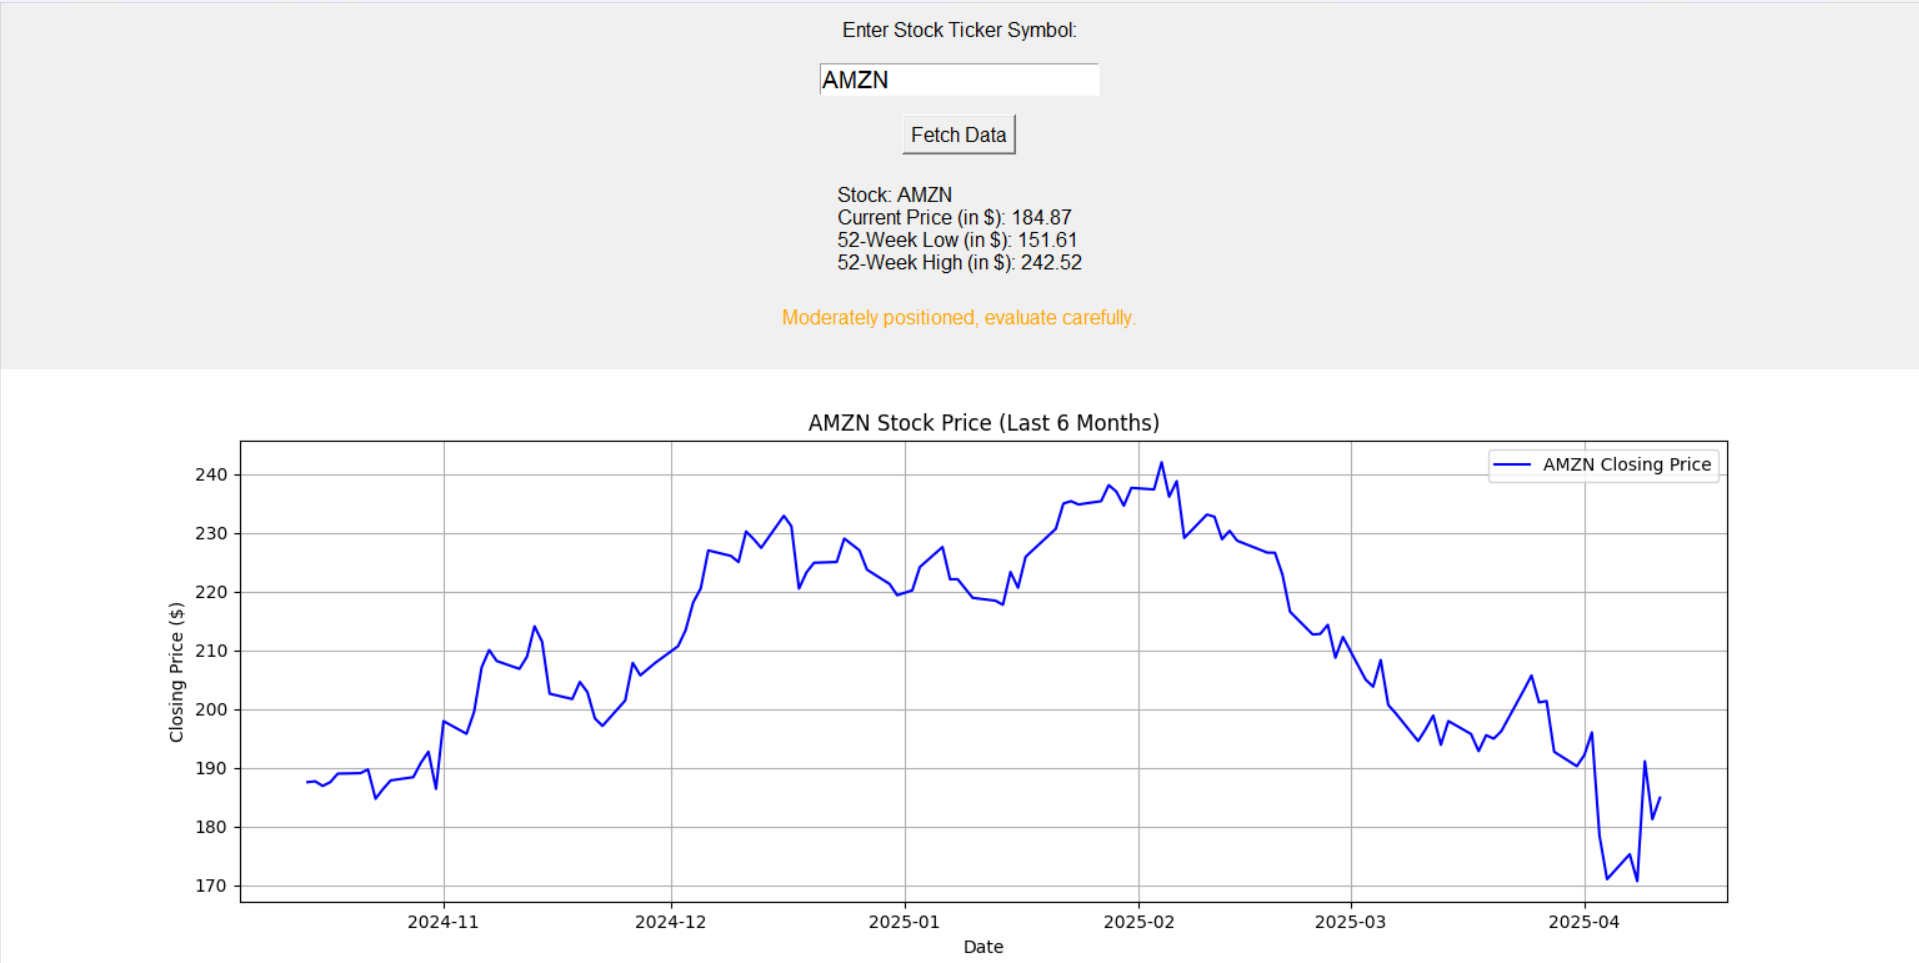 Enter Stock Ticker Symbol:
AMZN
Fetch Data
Stock: AMZN
Current Price (in $): 184.87
52-Week Low (in $): 151.61
52-Week High (in $): 242.52
Moderately positioned, evaluate carefully.
AMZN Stock Price (Last 6 Months)
AMZN Closing Price
Closing Price ($)
240
230
220
210
200
190
180
170
2024-11 2024-12 2025-01 2025-02 2025-03 2025-04
Date